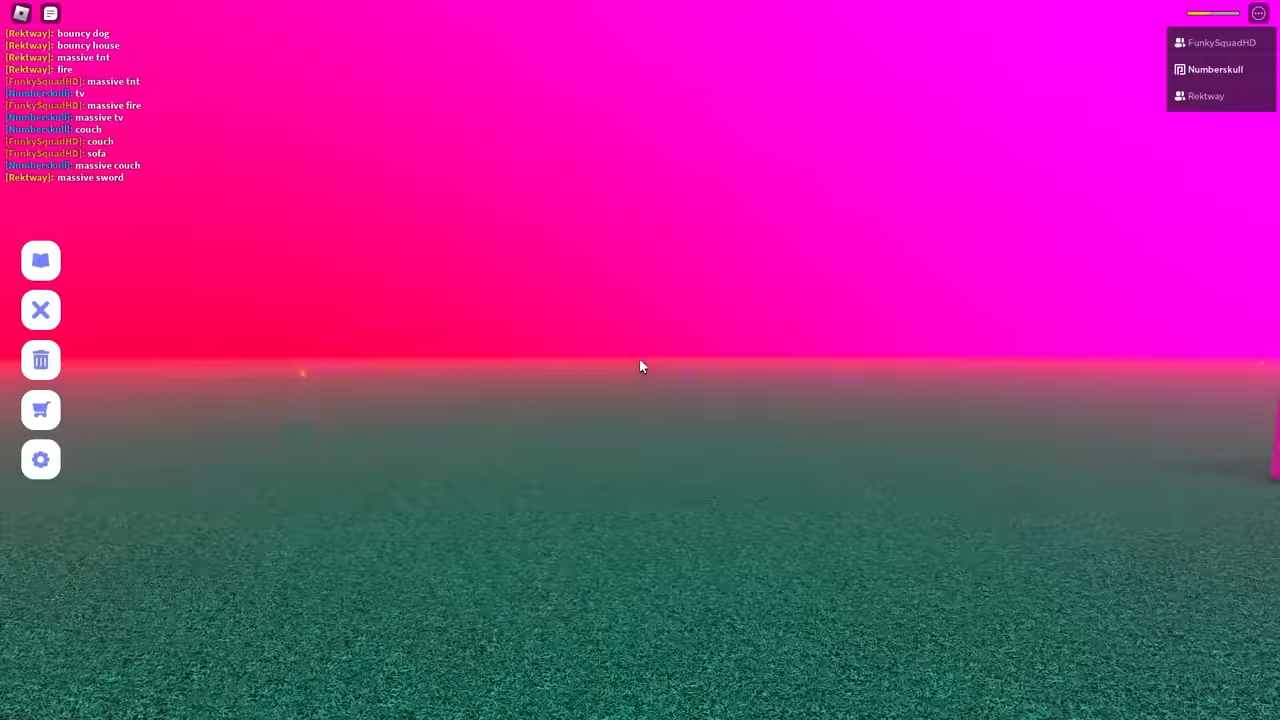 [Rektway]: bouncy dog
[Rektway]: bouncy house
[Rektway]: massive tnt
[Rektway]: fire
[FunkySquadHD]: massive tnt
[Numberskull]: tv
[FunkySquadHD]: massive fire
[Numberskull]: massive tv
[Numberskull]: couch
[FunkySquadHD]: couch
[FunkySquadHD]: sofa
[Numberskull]: massive couch
[Rektway]: massive sword
FunkySquadHD
Numberskull
Rektway